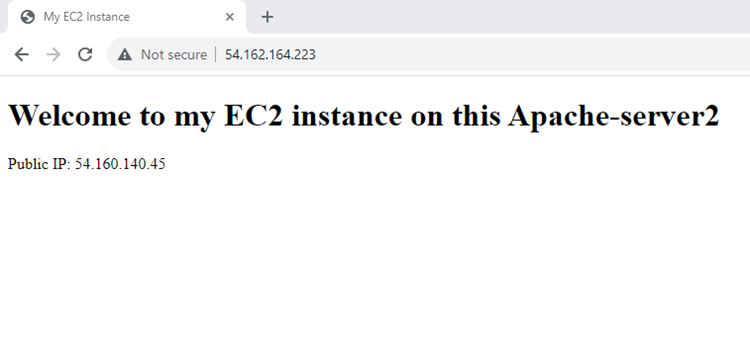 My EC2 Instance
Not secure | 54.162.164.223
Welcome to my EC2 instance on this Apache-server2
Public IP: 54.160.140.45